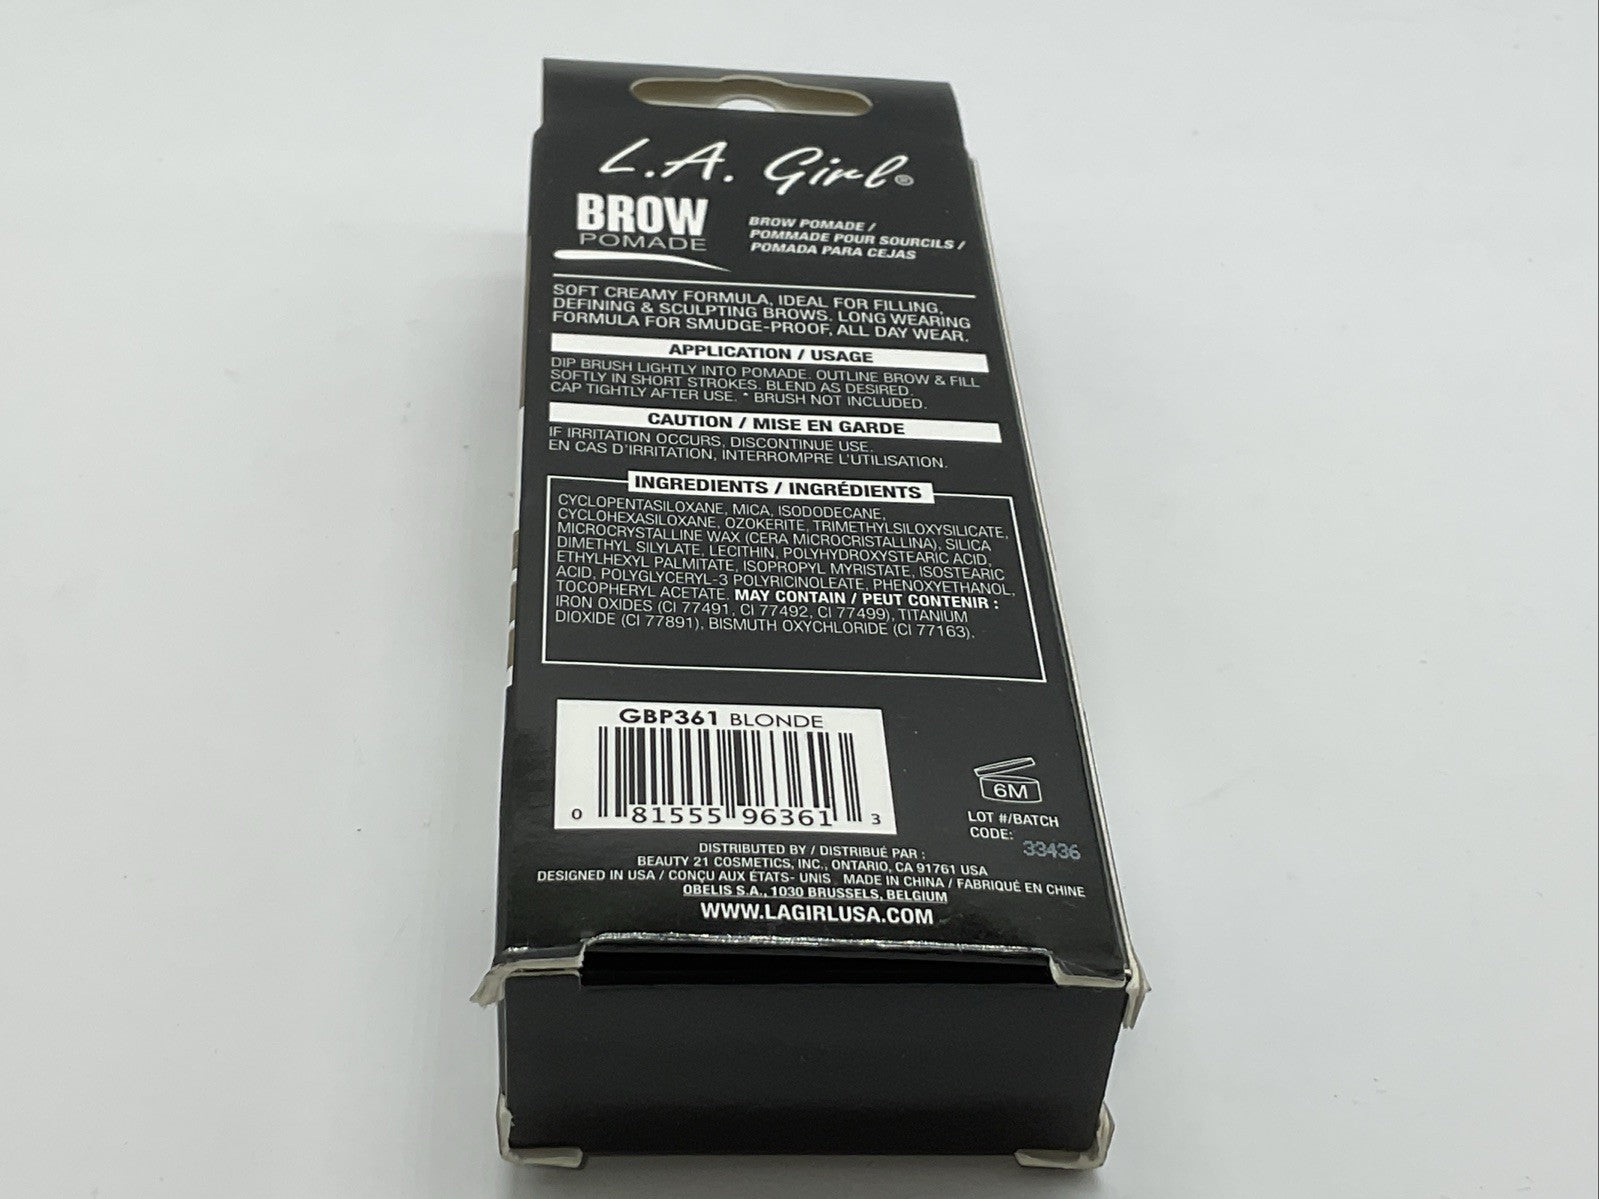 L.A. Girl®
BROW
POMADE
BROW POMADE /
POMMADE POUR SOURCILS /
POMADA PARA CEJAS
SOFT CREAMY FORMULA, IDEAL FOR FILLING,
DEFINING & SCULPTING BROWS. LONG WEARING
FORMULA FOR SMUDGE-PROOF, ALL DAY WEAR.
APPLICATION / USAGE
DIP BRUSH LIGHTLY INTO POMADE. OUTLINE BROW & FILL
SOFTLY IN SHORT STROKES. BLEND AS DESIRED.
CAP TIGHTLY AFTER USE. * BRUSH NOT INCLUDED.
CAUTION / MISE EN GARDE
IF IRRITATION OCCURS, DISCONTINUE USE.
EN CAS D'IRRITATION, INTERROMPRE L'UTILISATION.
INGREDIENTS / INGRÉDIENTS
CYCLOPENTASILOXANE, MICA, ISODODECANE,
CYCLOHEXASILOXANE, OZOKERITE, TRIMETHYLSILOXYSILICATE,
MICROCRYSTALLINE WAX (CERA MICROCRISTALLINA), SILICA
DIMETHYL SILYLATE, LECITHIN, POLYHYDROXYSTEARIC ACID,
ETHYLHEXYL PALMITATE, ISOPROPYL MYRISTATE, ISOSTEARIC
ACID, POLYGLYCERYL-3 POLYRICINOLEATE, PHENOXYETHANOL,
TOCOPHERYL ACETATE. MAY CONTAIN / PEUT CONTENIR :
IRON OXIDES (CI 77491, CI 77492, CI 77499), TITANIUM
DIOXIDE (CI 77891), BISMUTH OXYCHLORIDE (CI 77163).
GBP361 BLONDE
0 81555 96361 3
6M
LOT #/BATCH
CODE: 33436
DISTRIBUTED BY / DISTRIBUÉ PAR :
BEAUTY 21 COSMETICS, INC., ONTARIO, CA 91761 USA
DESIGNED IN USA / CONÇU AUX ÉTATS- UNIS MADE IN CHINA / FABRIQUÉ EN CHINE
OBELIS S.A., 1030 BRUSSELS, BELGIUM
WWW.LAGIRLUSA.COM